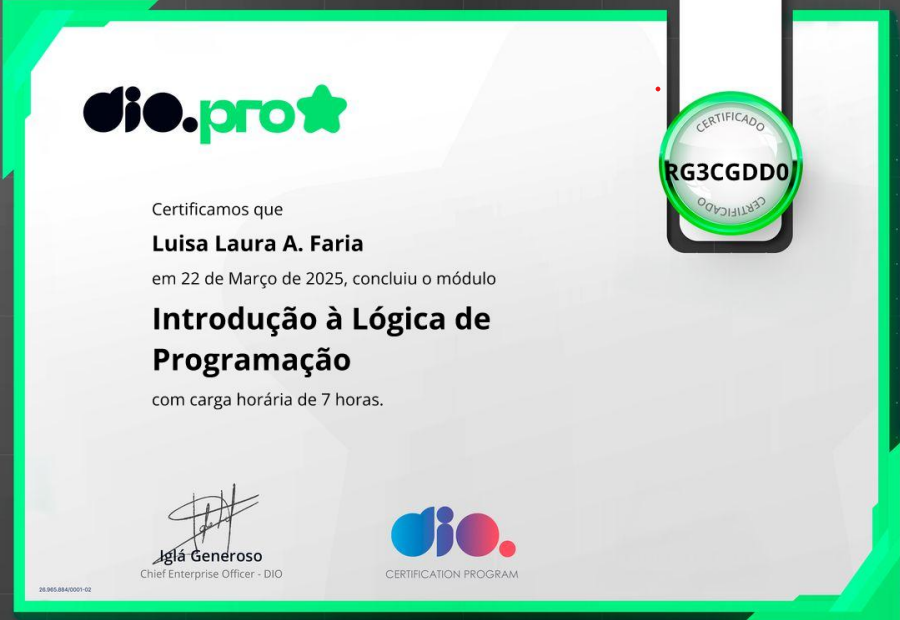 dio.pro
CERTIFICADO
RG3CGDD0
CERTIFICADO
Certificamos que
Luisa Laura A. Faria
em 22 de Março de 2025, concluiu o módulo
Introdução à Lógica de
Programação
com carga horária de 7 horas.
Iglá Generoso
Chief Enterprise Officer - DIO
dio.
CERTIFICATION PROGRAM
26.965.884/0001-02